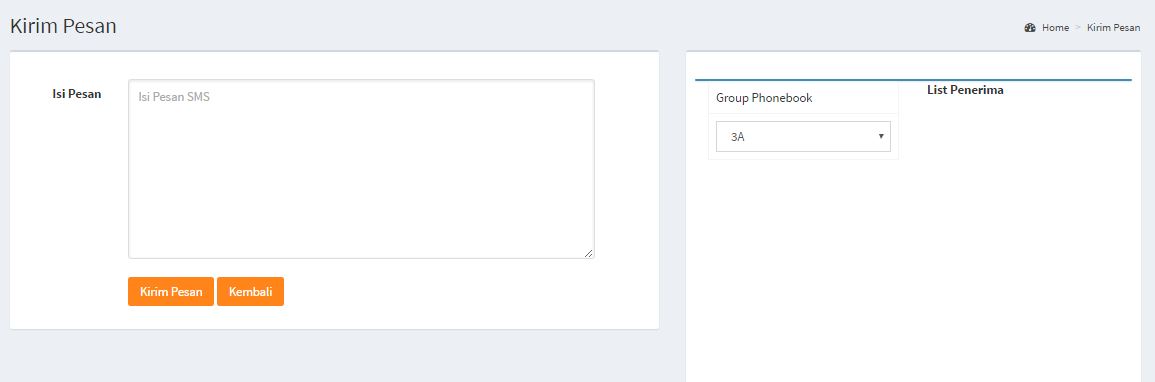 Kirim Pesan
Home > Kirim Pesan
Isi Pesan
Isi Pesan SMS
Kirim Pesan
Kembali
Group Phonebook
3A
List Penerima